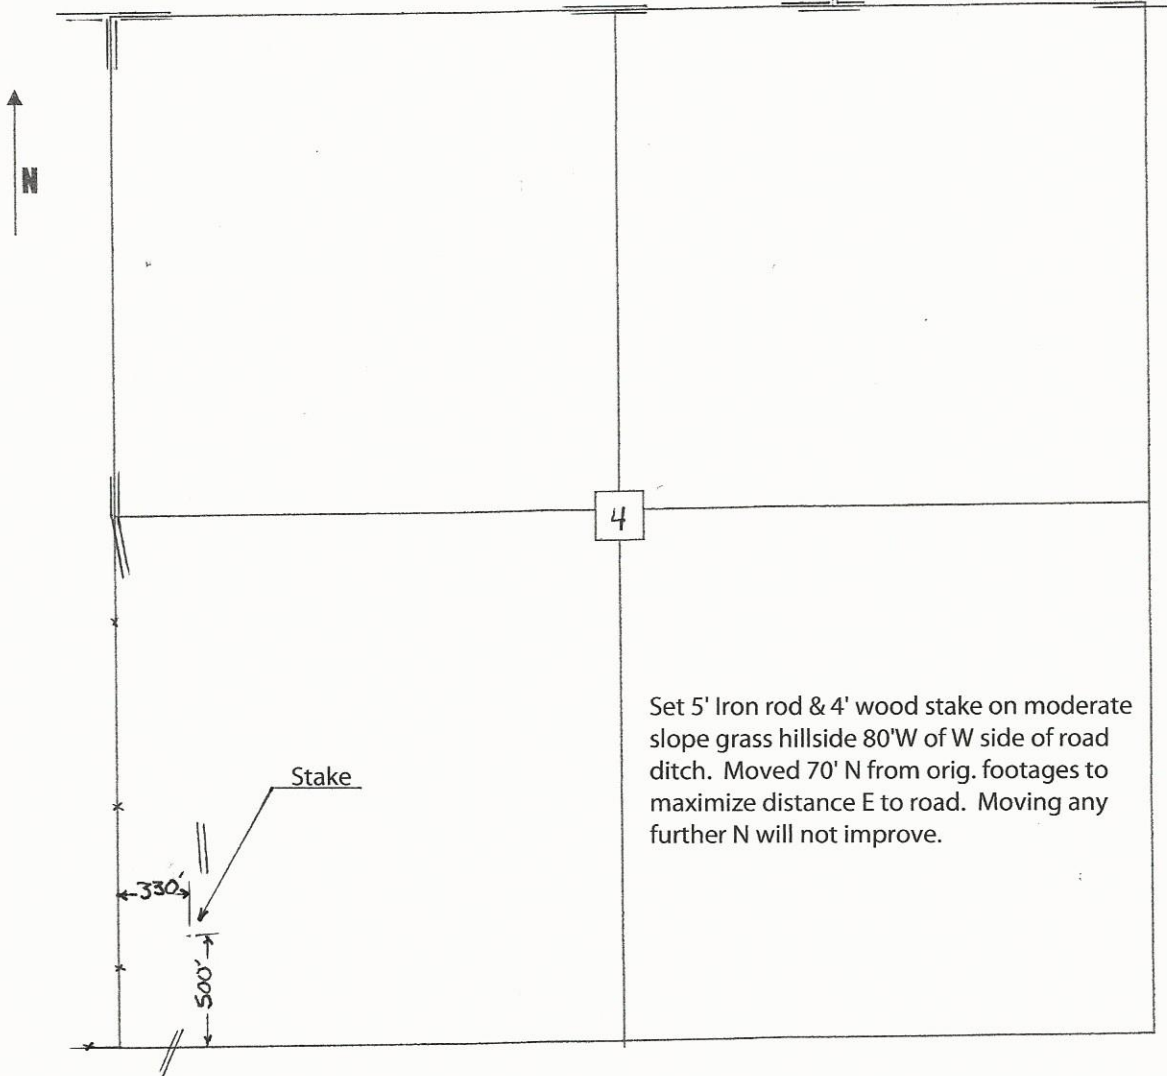 N
4
Set 5' Iron rod & 4' wood stake on moderate
slope grass hillside 80'W of W side of road
ditch. Moved 70' N from orig. footages to
maximize distance E to road. Moving any
further N will not improve.
Stake
330'
500'